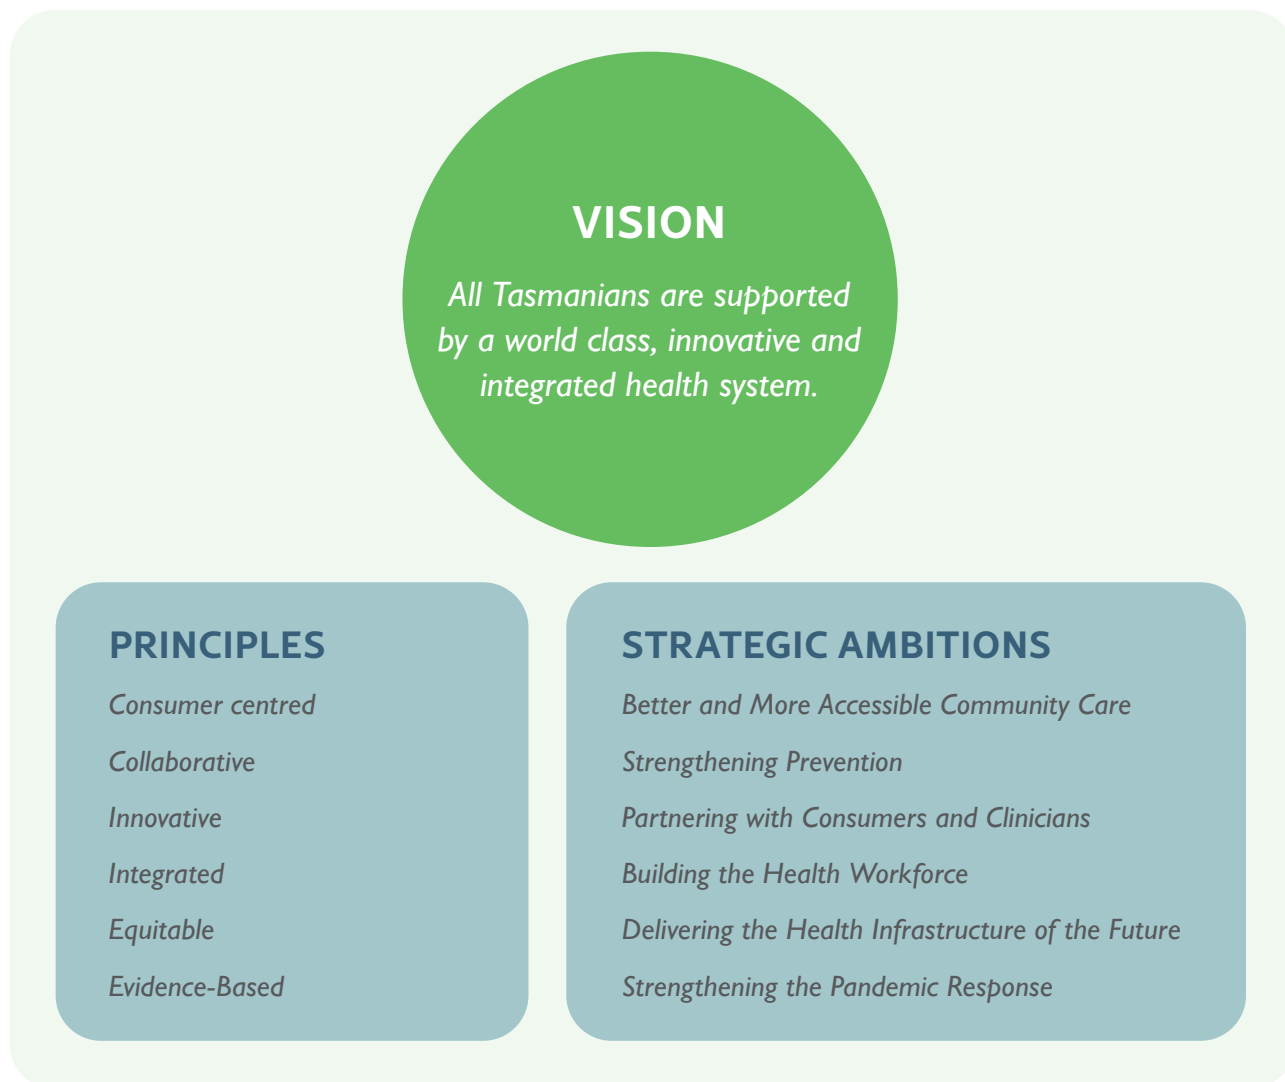 VISION
All Tasmanians are supported
by a world class, innovative and
integrated health system.
PRINCIPLES
Consumer centred
Collaborative
Innovative
Integrated
Equitable
Evidence-Based
STRATEGIC AMBITIONS
Better and More Accessible Community Care
Strengthening Prevention
Partnering with Consumers and Clinicians
Building the Health Workforce
Delivering the Health Infrastructure of the Future
Strengthening the Pandemic Response